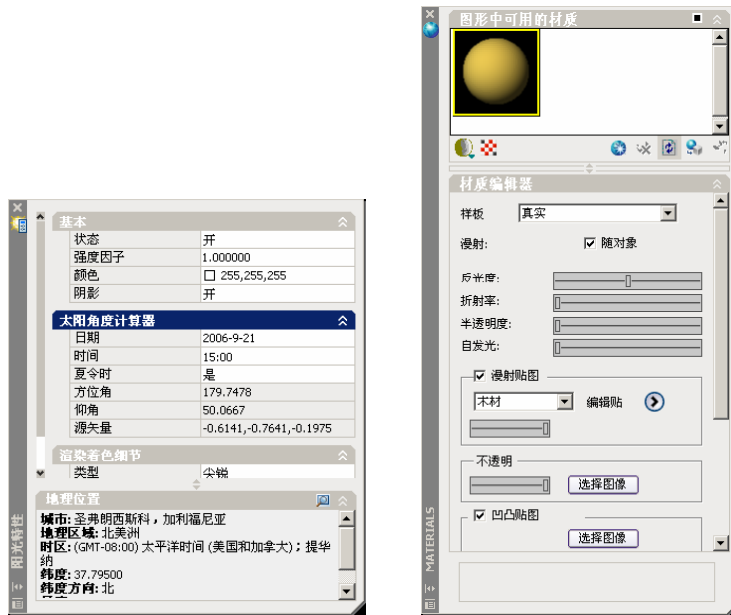 基本
状态 开
强度因子 1.000000
颜色 255,255,255
阴影 开
太阳角度计算器
日期 2006-9-21
时间 15:00
夏令时 是
方位角 179.7478
仰角 50.0667
源矢量 -0.6141,-0.7641,-0.1975
渲染着色细节
类型 尖锐
地理位置
城市: 圣弗朗西斯科，加利福尼亚
地理区域: 北美洲
时区: (GMT-08:00) 太平洋时间 (美国和加拿大)；提华
纳
纬度: 37.79500
纬度方向: 北
阳光特性
图形中可用的材质
材质编辑器
样板 真实
漫射: 随对象
反光度:
折射率:
半透明度:
自发光:
漫射贴图
木材 编辑贴
不透明
选择图像
凹凸贴图
选择图像
MATERIALS